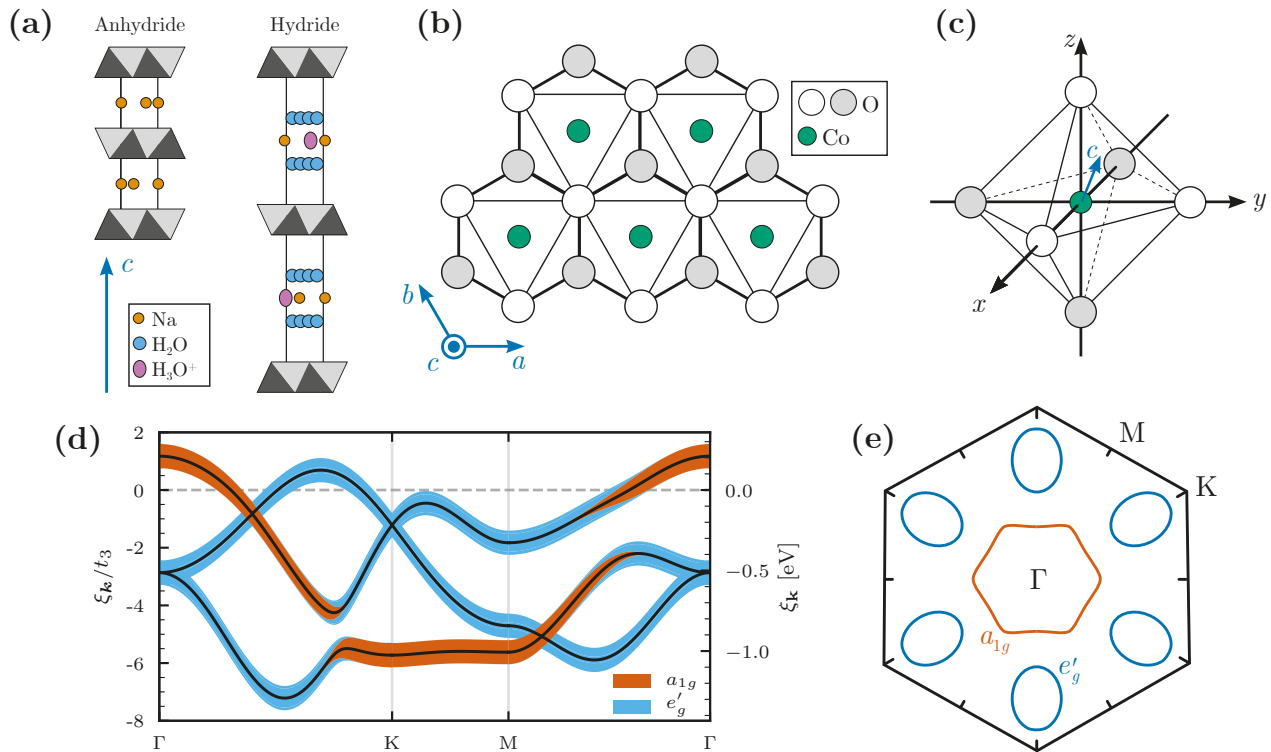 (a)
Anhydride
Hydride
c
Na
H₂O
H₃O⁺
(b)
O
Co
b
c
a
(c)
z
c
y
x
(d)
2
0
-2
-4
-6
-8
ξ𝒌/t₃
0.0
−0.5
−1.0
ξ𝐤 [eV]
a₁g
e′g
Γ
K
M
Γ
(e)
M
K
Γ
a₁g
e′g